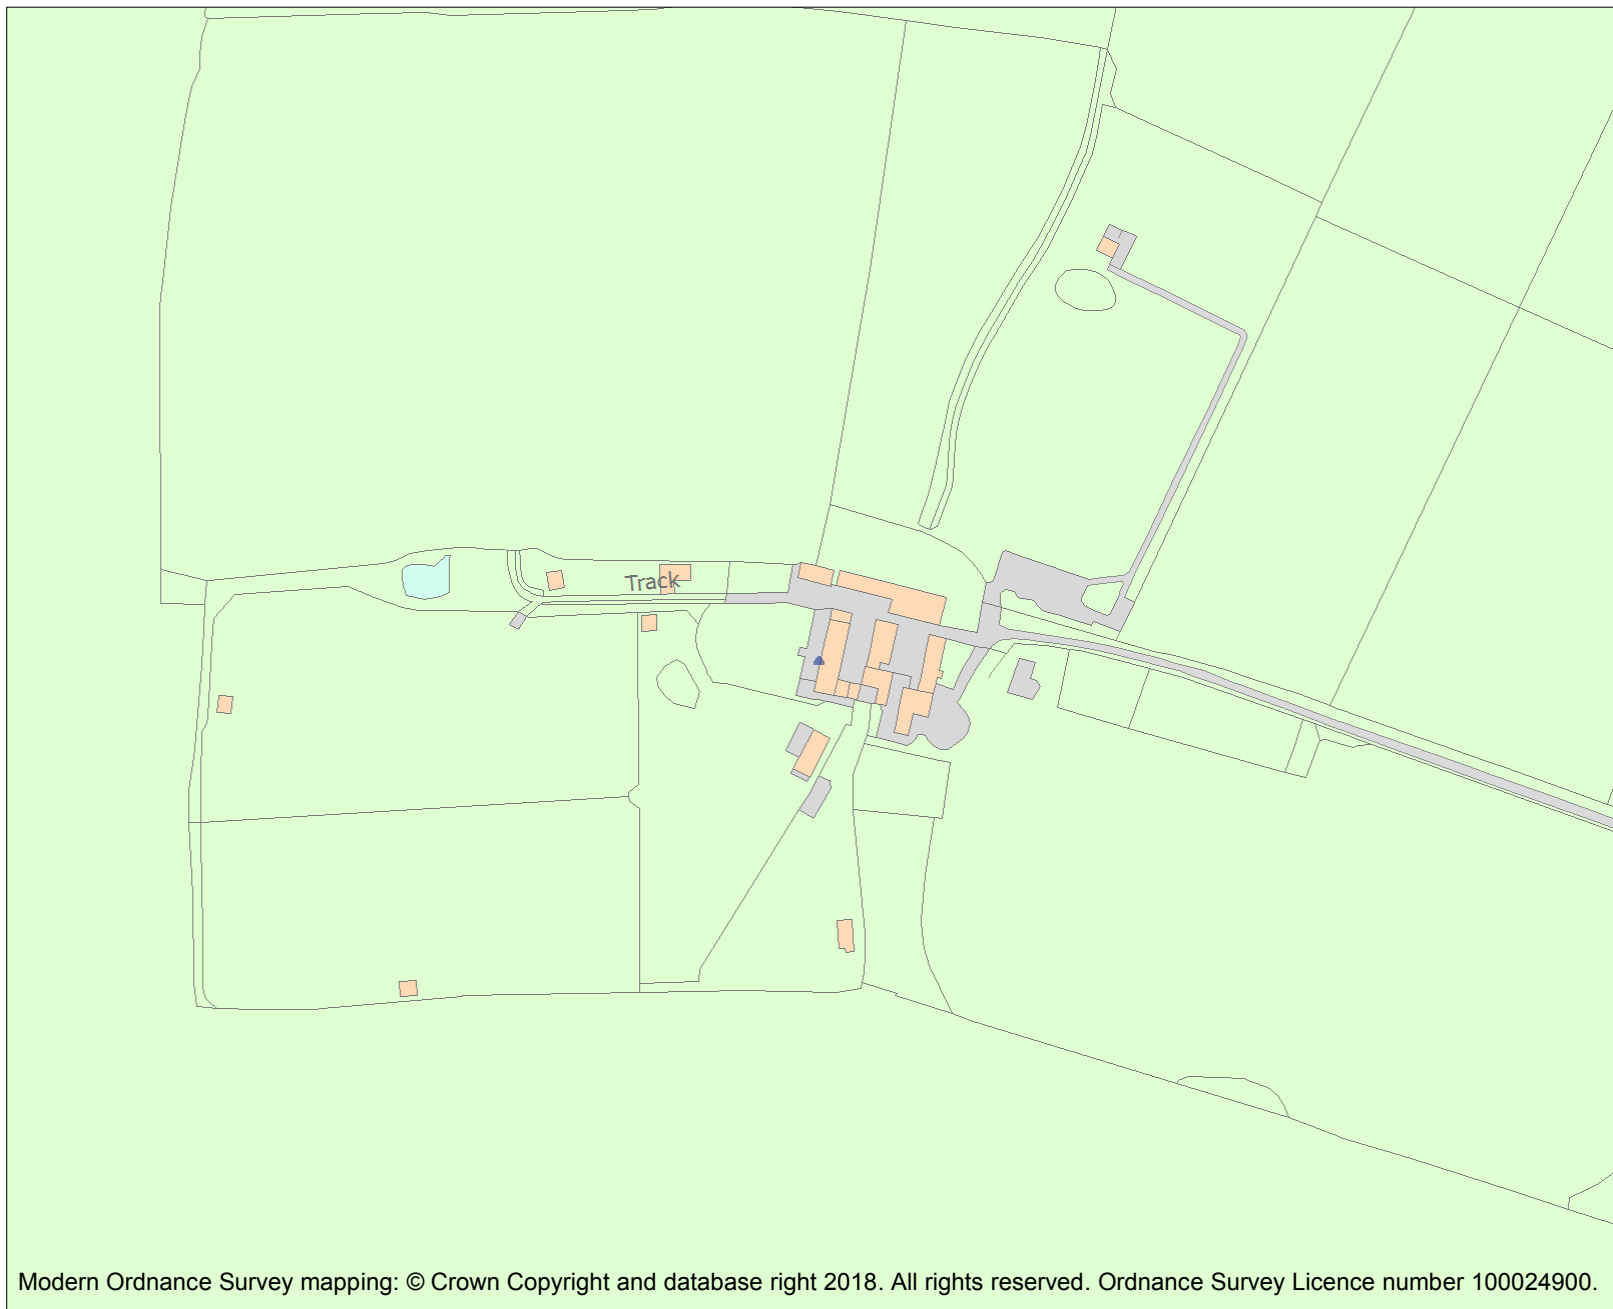 Track
Modern Ordnance Survey mapping: © Crown Copyright and database right 2018. All rights reserved. Ordnance Survey Licence number 100024900.